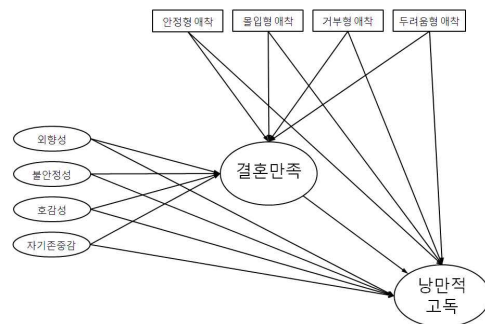 안정형 애착
몰입형 애착
거부형 애착
두려움형 애착
외향성
불안정성
호감성
자기존중감
결혼만족
낭만적
고독